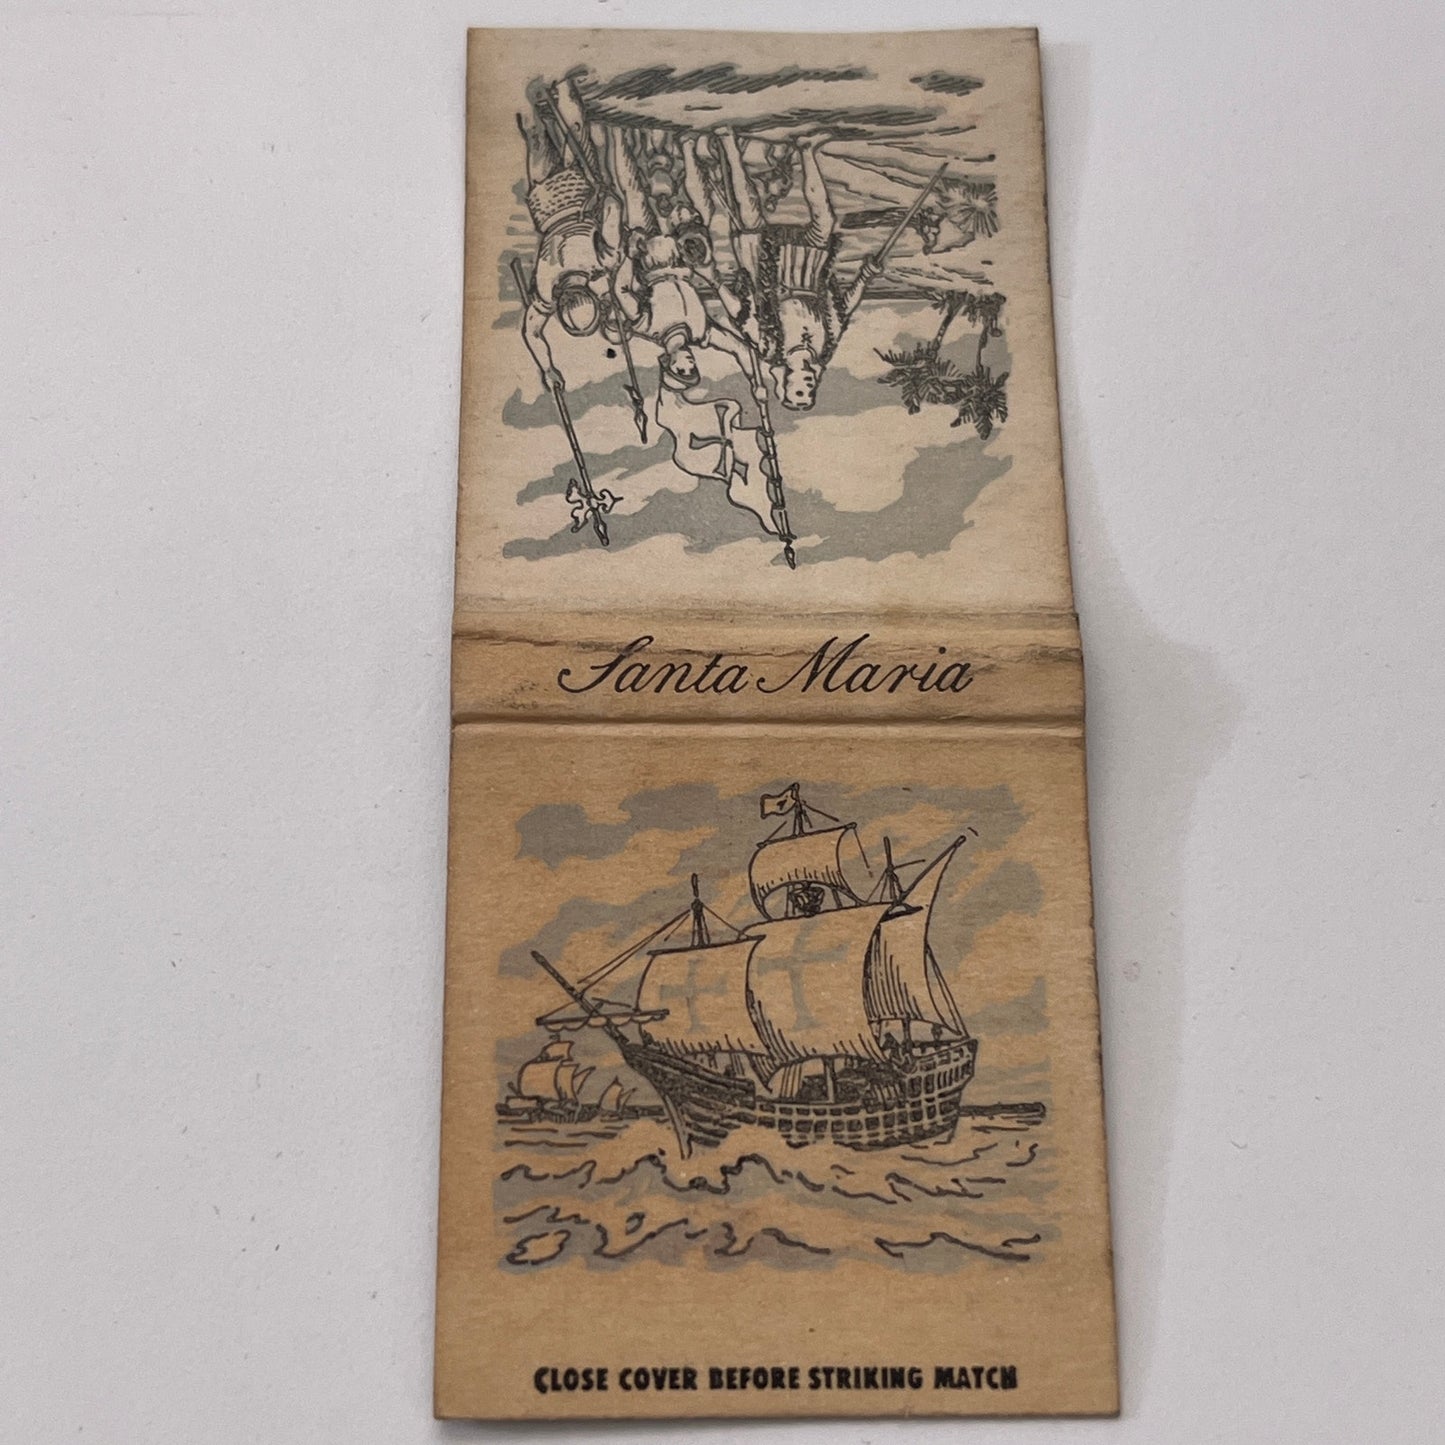 Santa Maria
CLOSE COVER BEFORE STRIKING MATCH